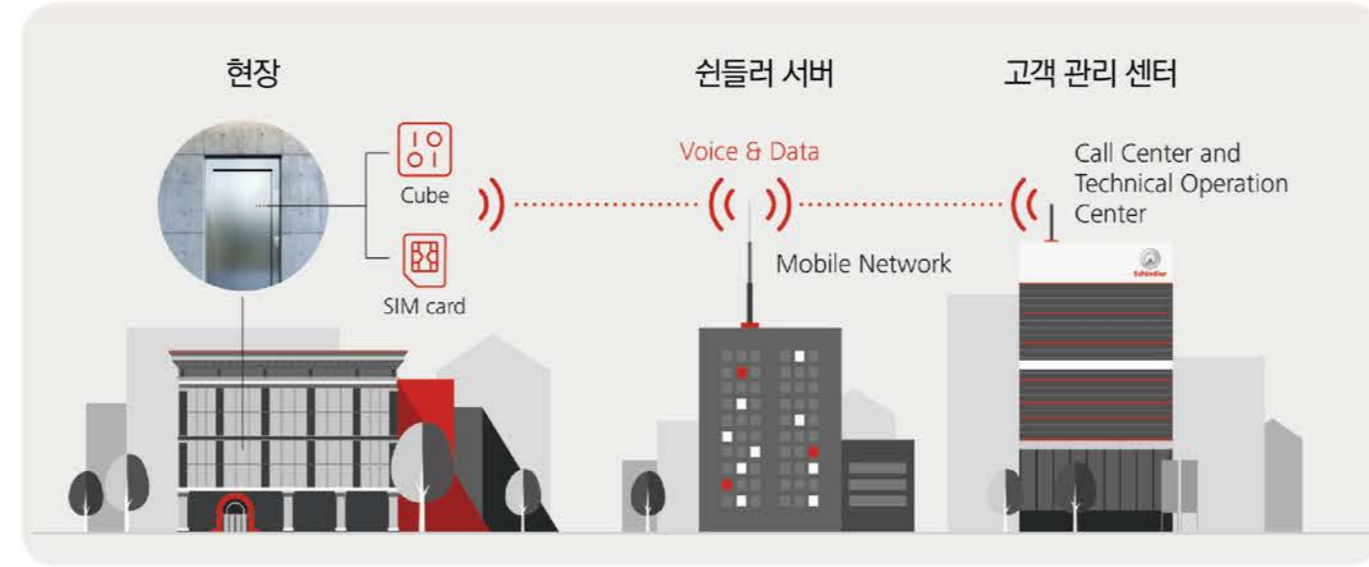 현장
쉰들러 서버
고객 관리 센터
Cube
SIM card
Voice & Data
Mobile Network
Call Center and
Technical Operation
Center
Schindler